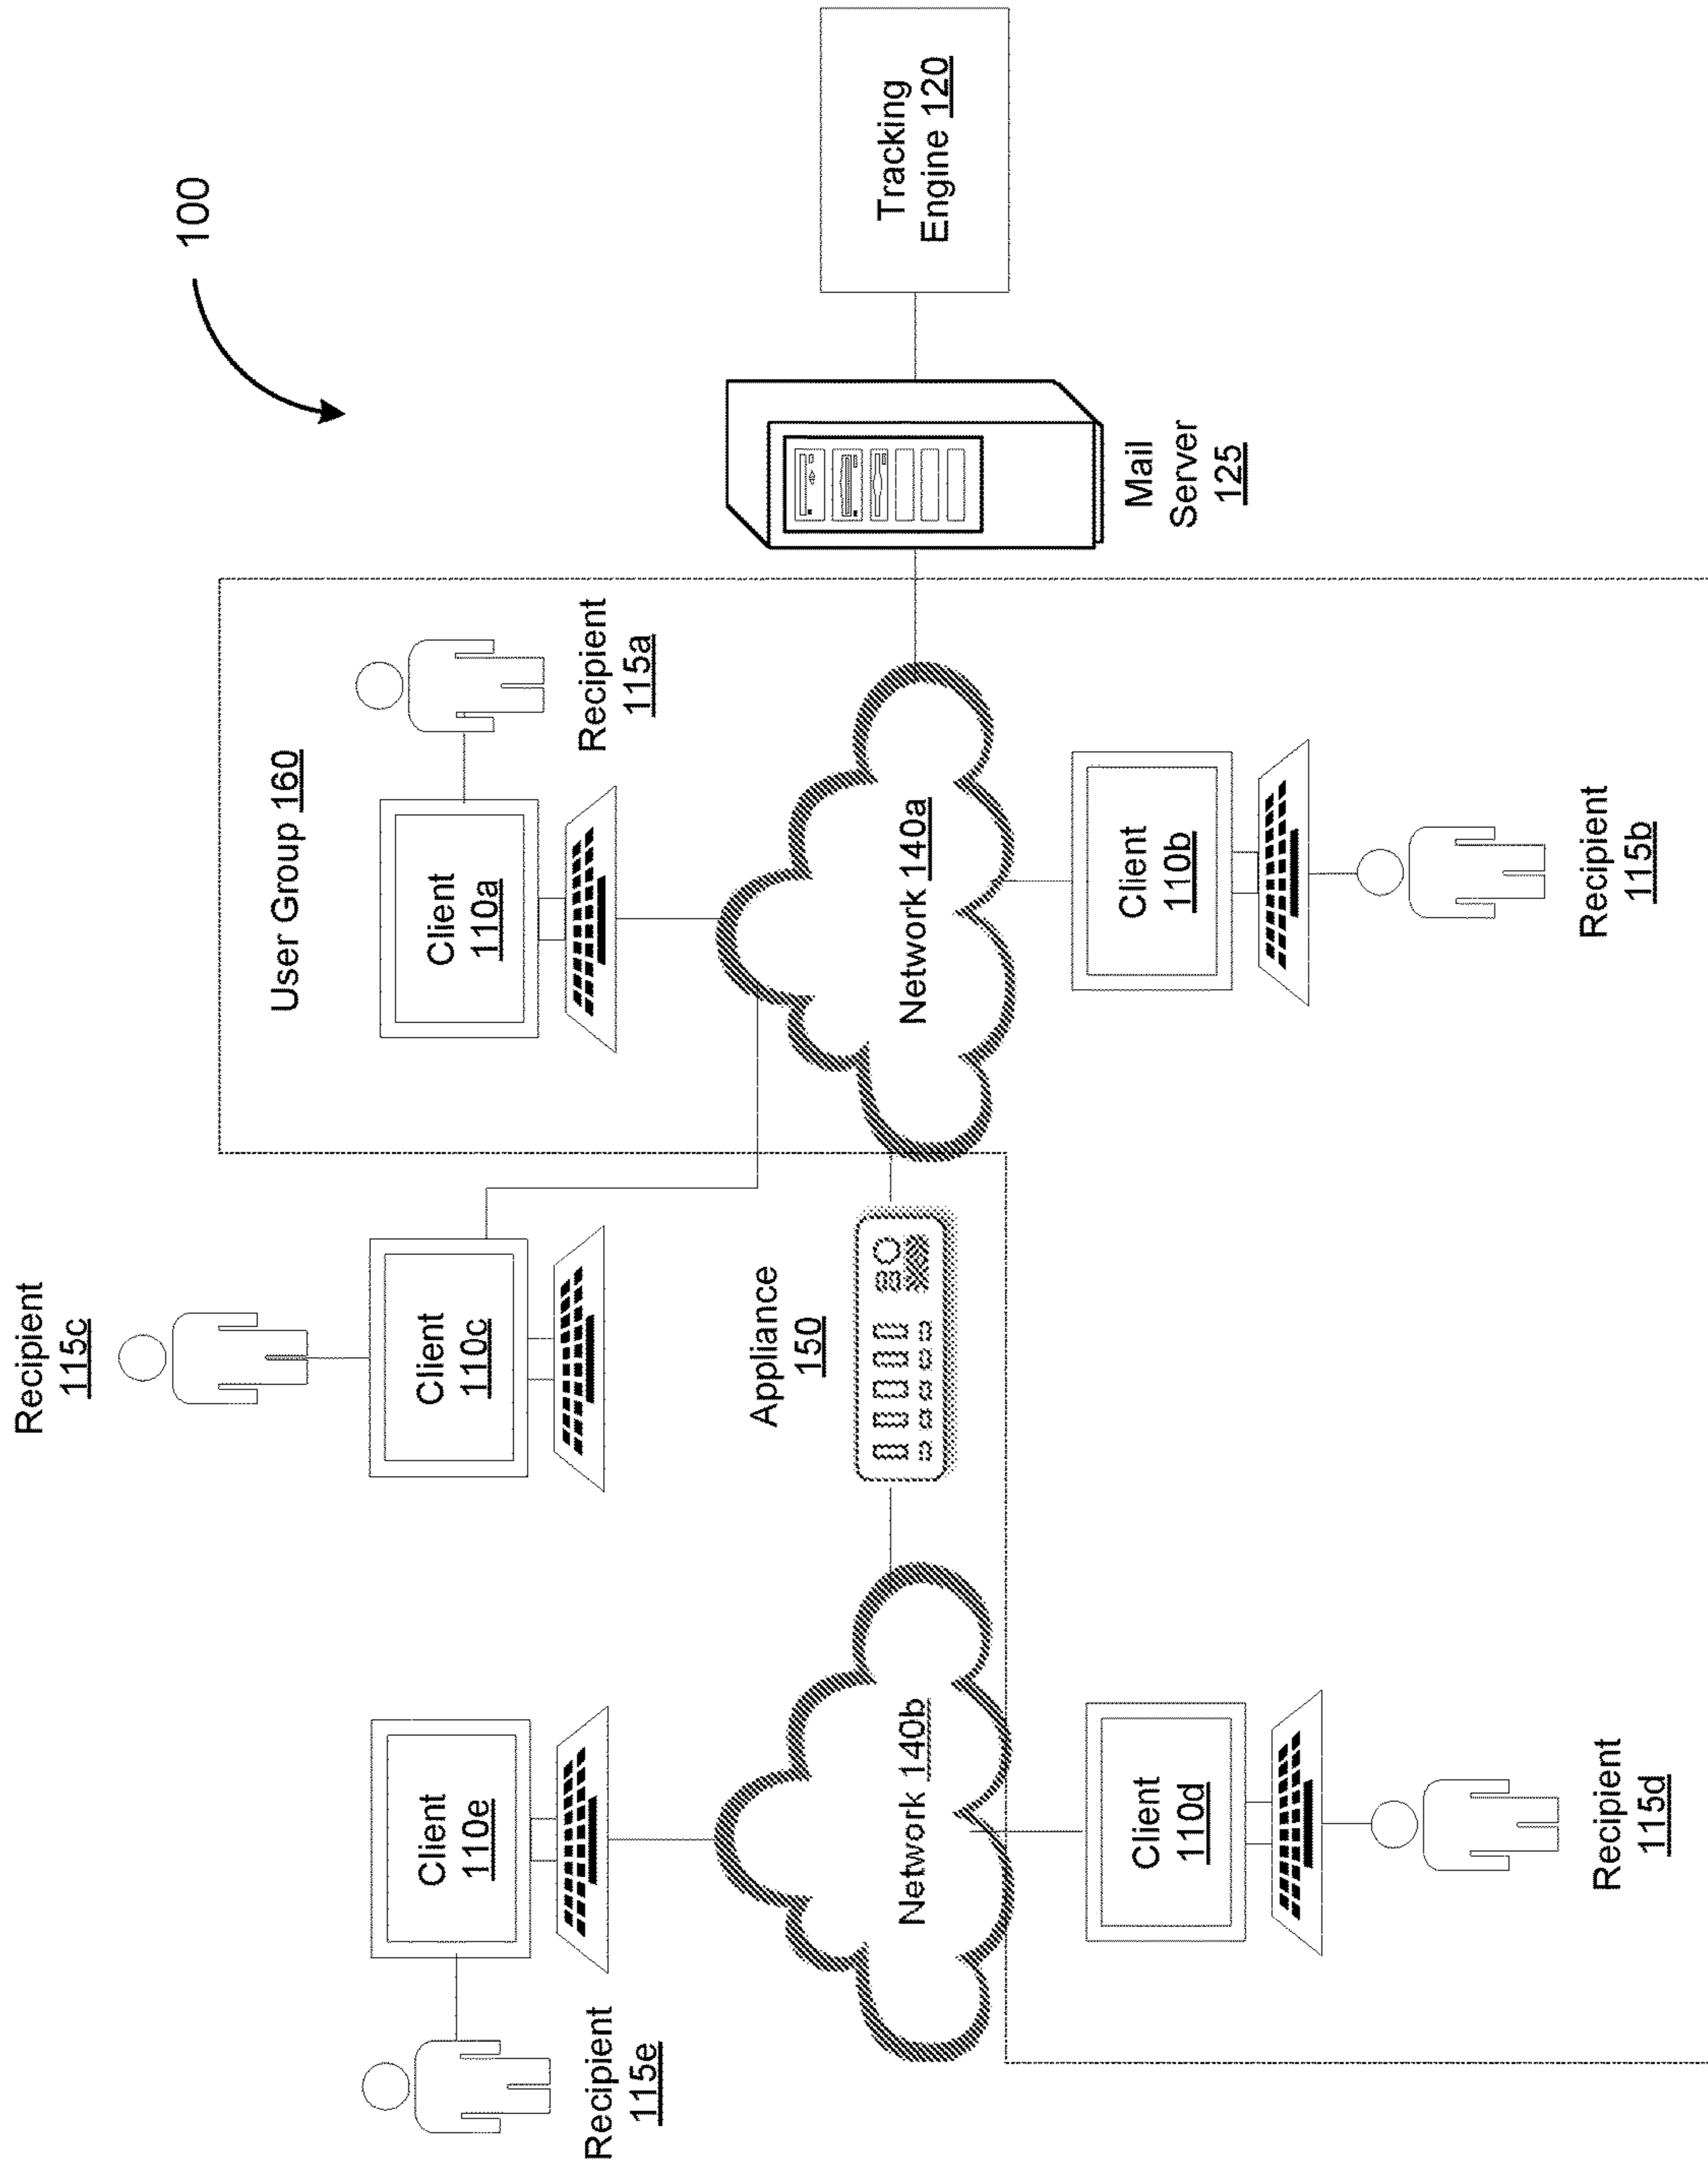 100
User Group 160
Recipient
115c
Recipient
115e
Client
110e
Client
110c
Client
110a
Recipient
115a
Appliance
150
Network 140b
Network 140a
Mail
Server
125
Tracking
Engine 120
Client
110d
Client
110b
Recipient
115d
Recipient
115b